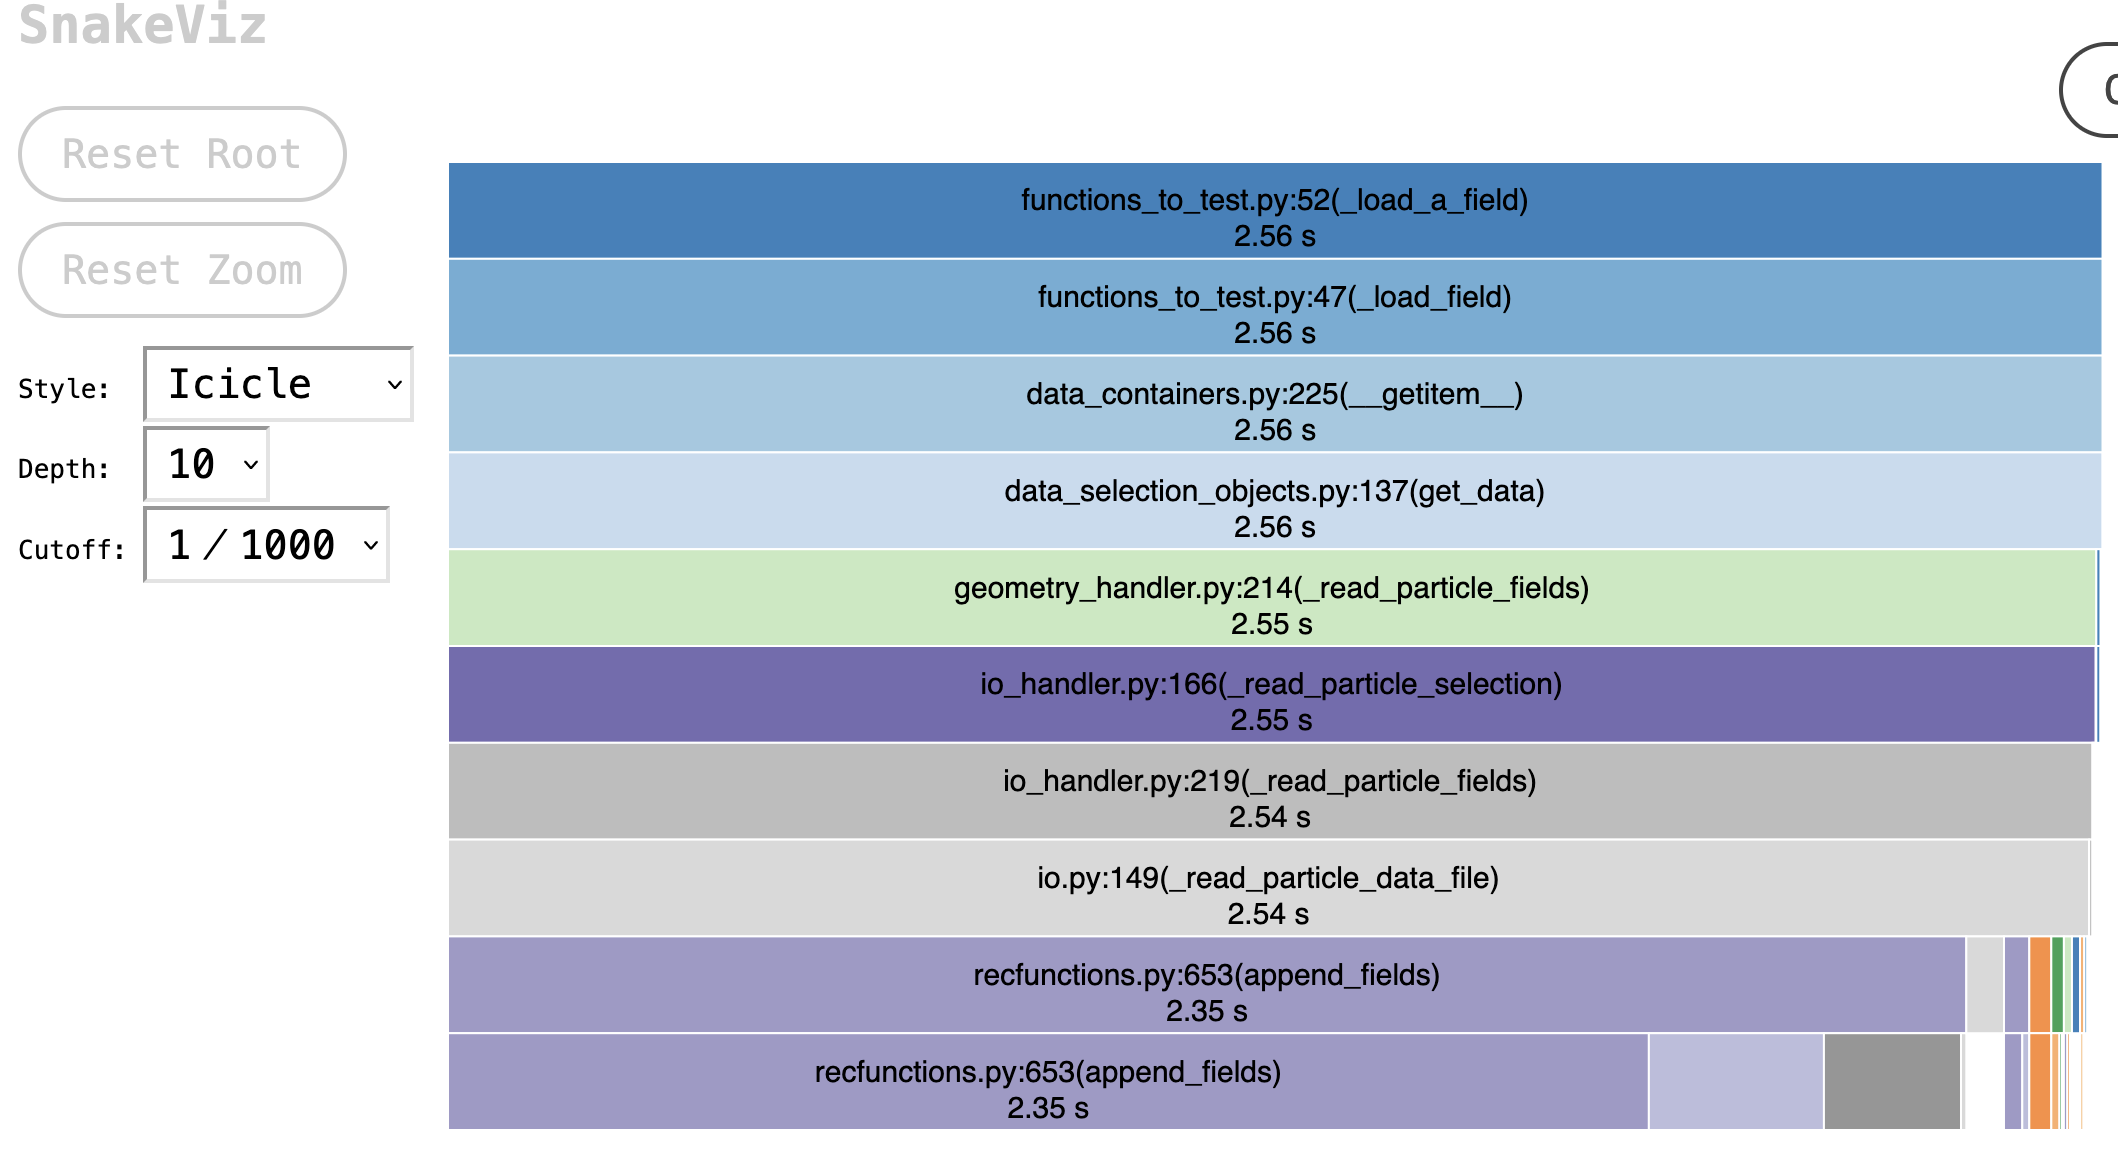 SnakeViz
Reset Root
Reset Zoom
Style: Icicle
Depth: 10
Cutoff: 1 / 1000
functions_to_test.py:52(_load_a_field)
2.56 s
functions_to_test.py:47(_load_field)
2.56 s
data_containers.py:225(__getitem__)
2.56 s
data_selection_objects.py:137(get_data)
2.56 s
geometry_handler.py:214(_read_particle_fields)
2.55 s
io_handler.py:166(_read_particle_selection)
2.55 s
io_handler.py:219(_read_particle_fields)
2.54 s
io.py:149(_read_particle_data_file)
2.54 s
recfunctions.py:653(append_fields)
2.35 s
recfunctions.py:653(append_fields)
2.35 s